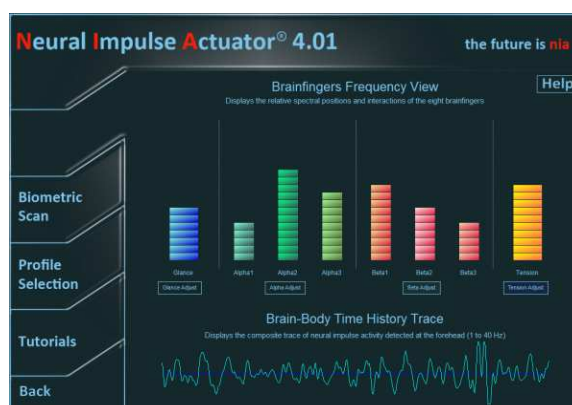 Neural Impulse Actuator® 4.01
the future is nia
Help
Brainfingers Frequency View
Displays the relative spectral positions and interactions of the eight brainfingers
Biometric
Scan
Profile
Selection
Tutorials
Back
Glance
Alpha1
Alpha2
Alpha3
Beta1
Beta2
Beta3
Tension
Glance Adjust
Alpha Adjust
Beta Adjust
Tension Adjust
Brain-Body Time History Trace
Displays the composite trace of neural impulse activity detected at the forehead (1 to 40 Hz)